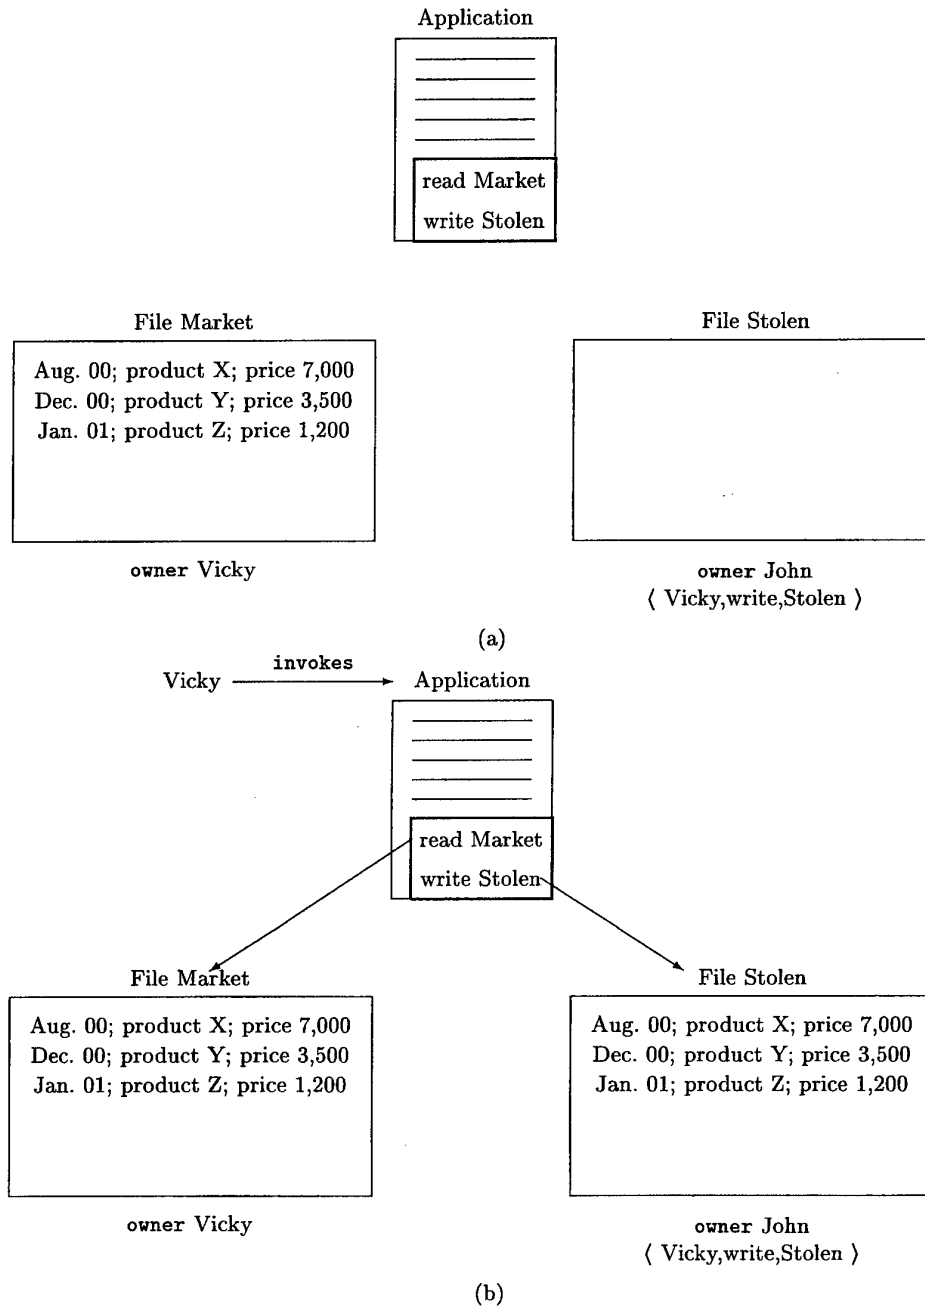 Application
read Market
write Stolen
File Market
Aug. 00; product X; price 7,000
Dec. 00; product Y; price 3,500
Jan. 01; product Z; price 1,200
owner Vicky
File Stolen
owner John
⟨ Vicky,write,Stolen ⟩
(a)
Vicky
invokes
Application
read Market
write Stolen
File Market
Aug. 00; product X; price 7,000
Dec. 00; product Y; price 3,500
Jan. 01; product Z; price 1,200
owner Vicky
File Stolen
Aug. 00; product X; price 7,000
Dec. 00; product Y; price 3,500
Jan. 01; product Z; price 1,200
owner John
⟨ Vicky,write,Stolen ⟩
(b)